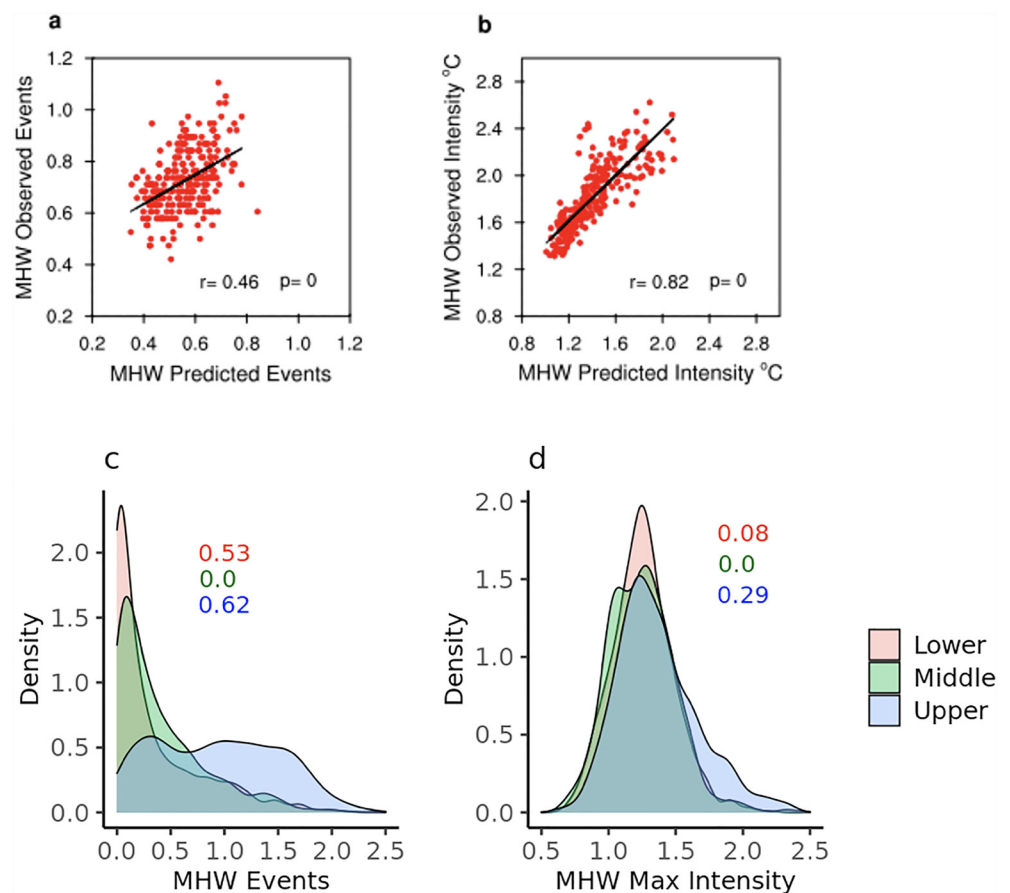 a
MHW Observed Events
1.2
1.0
0.8
0.6
0.4
0.2
r= 0.46 p= 0
0.2 0.4 0.6 0.8 1.0 1.2
MHW Predicted Events
b
MHW Observed Intensity °C
2.8
2.4
2.0
1.6
1.2
0.8
r= 0.82 p= 0
0.8 1.2 1.6 2.0 2.4 2.8
MHW Predicted Intensity °C
c
Density
2.0
1.5
1.0
0.5
0.0
0.53
0.0
0.62
0.0 0.5 1.0 1.5 2.0 2.5
MHW Events
d
Density
2.0
1.5
1.0
0.5
0.0
0.08
0.0
0.29
0.5 1.0 1.5 2.0 2.5
MHW Max Intensity
Lower
Middle
Upper